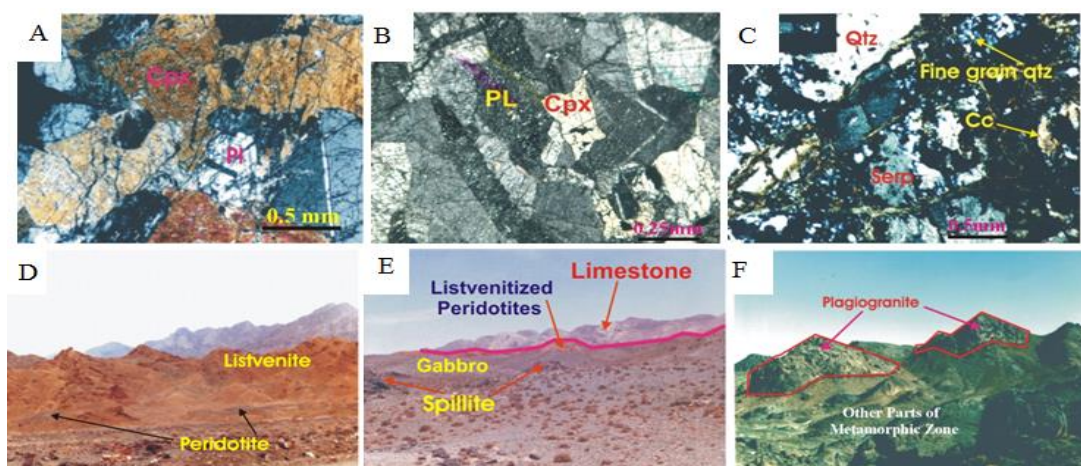 A
Cpx
Pl
0.5 mm
B
PL
Cpx
0.25mm
C
Qtz
Fine grain qtz
Cc
Serp
0.5mm
D
Listvenite
Peridotite
E
Limestone
Listvenitized
Peridotites
Gabbro
Spillite
F
Plagiogranite
Other Parts of
Metamorphic Zone